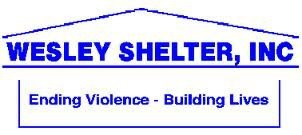 WESLEY SHELTER, INC
Ending Violence - Building Lives